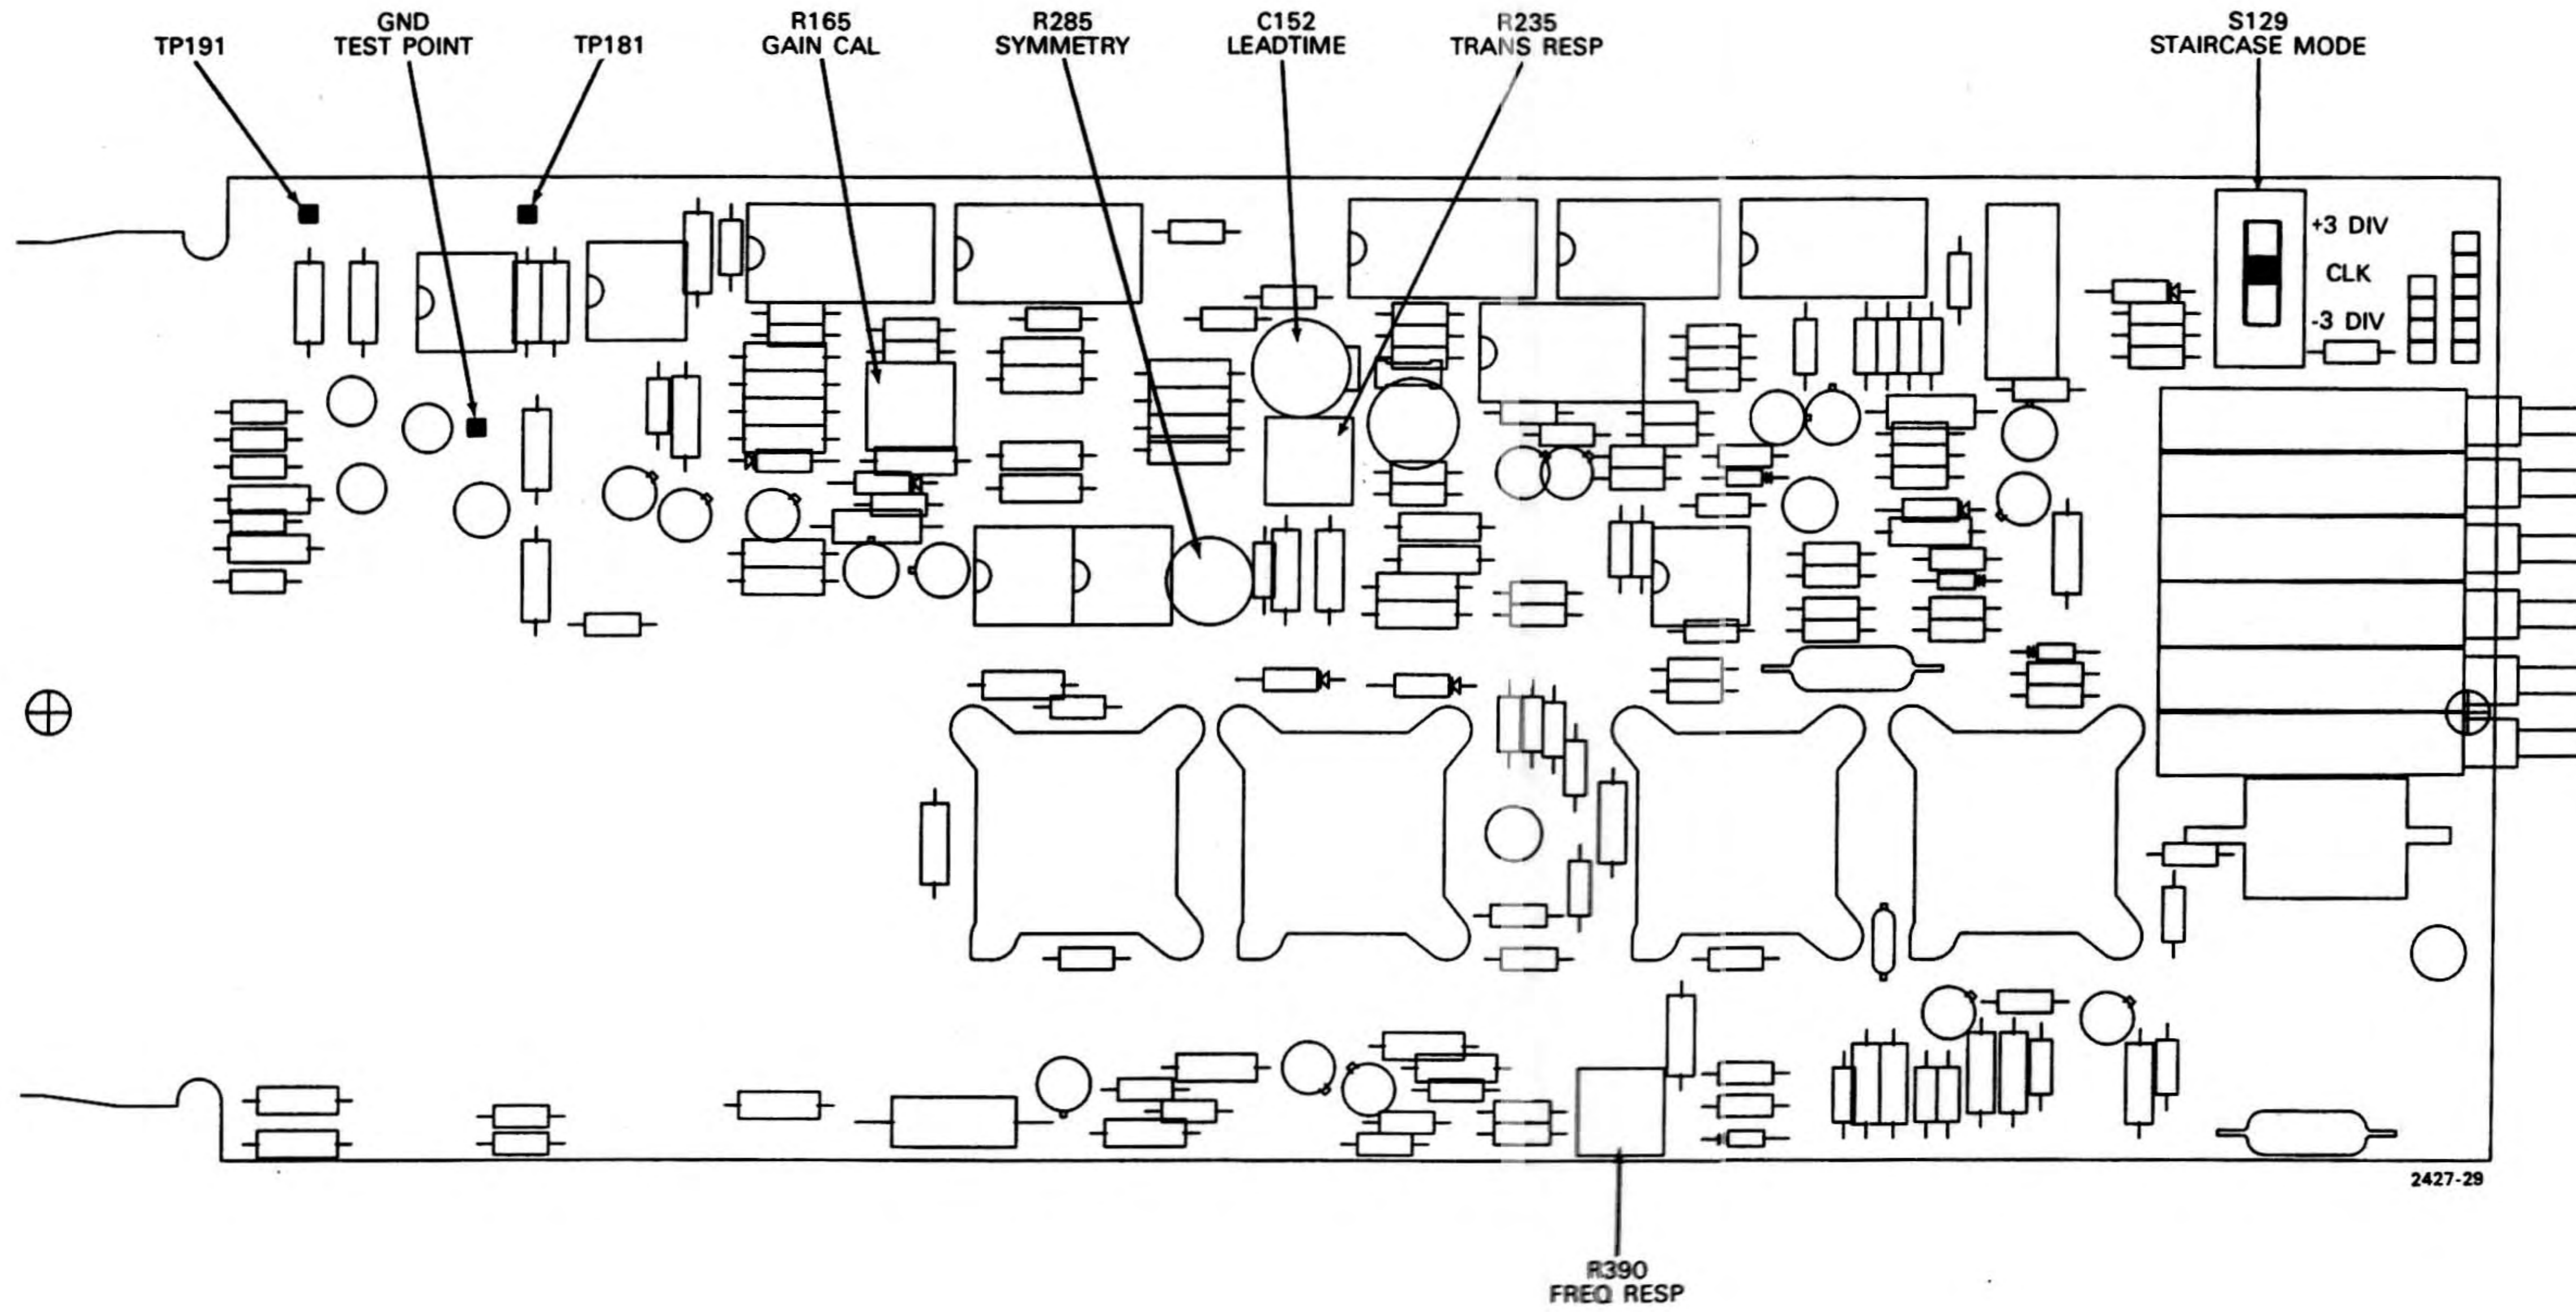 TP191
GND
TEST POINT
TP181
R165
GAIN CAL
R285
SYMMETRY
C152
LEADTIME
R235
TRANS RESP
S129
STAIRCASE MODE
+3 DIV
CLK
-3 DIV
2427-29
R390
FREQ RESP